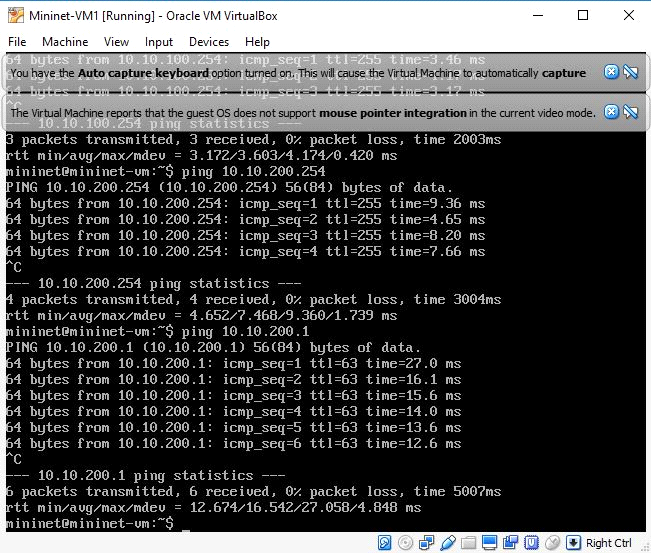 Mininet-VM1 [Running] - Oracle VM VirtualBox
File Machine View Input Devices Help
64 bytes from 10.10.100.254: icmp_seq=1 ttl=255 time=3.46 ms
You have the Auto capture keyboard option turned on. This will cause the Virtual Machine to automatically capture
64 bytes from 10.10.100.254: icmp_seq=3 ttl=255 time=3.17 ms
^C
The Virtual Machine reports that the guest OS does not support mouse pointer integration in the current video mode.
--- 10.10.100.254 ping statistics ---
3 packets transmitted, 3 received, 0% packet loss, time 2003ms
rtt min/avg/max/mdev = 3.172/3.603/4.174/0.420 ms
mininet@mininet-vm:~$ ping 10.10.200.254
PING 10.10.200.254 (10.10.200.254) 56(84) bytes of data.
64 bytes from 10.10.200.254: icmp_seq=1 ttl=255 time=9.36 ms
64 bytes from 10.10.200.254: icmp_seq=2 ttl=255 time=4.65 ms
64 bytes from 10.10.200.254: icmp_seq=3 ttl=255 time=8.20 ms
64 bytes from 10.10.200.254: icmp_seq=4 ttl=255 time=7.66 ms
^C
--- 10.10.200.254 ping statistics ---
4 packets transmitted, 4 received, 0% packet loss, time 3004ms
rtt min/avg/max/mdev = 4.652/7.468/9.360/1.739 ms
mininet@mininet-vm:~$ ping 10.10.200.1
PING 10.10.200.1 (10.10.200.1) 56(84) bytes of data.
64 bytes from 10.10.200.1: icmp_seq=1 ttl=63 time=27.0 ms
64 bytes from 10.10.200.1: icmp_seq=2 ttl=63 time=16.1 ms
64 bytes from 10.10.200.1: icmp_seq=3 ttl=63 time=15.6 ms
64 bytes from 10.10.200.1: icmp_seq=4 ttl=63 time=14.0 ms
64 bytes from 10.10.200.1: icmp_seq=5 ttl=63 time=13.6 ms
64 bytes from 10.10.200.1: icmp_seq=6 ttl=63 time=12.6 ms
^C
--- 10.10.200.1 ping statistics ---
6 packets transmitted, 6 received, 0% packet loss, time 5007ms
rtt min/avg/max/mdev = 12.674/16.542/27.058/4.848 ms
mininet@mininet-vm:~$ _
Right Ctrl